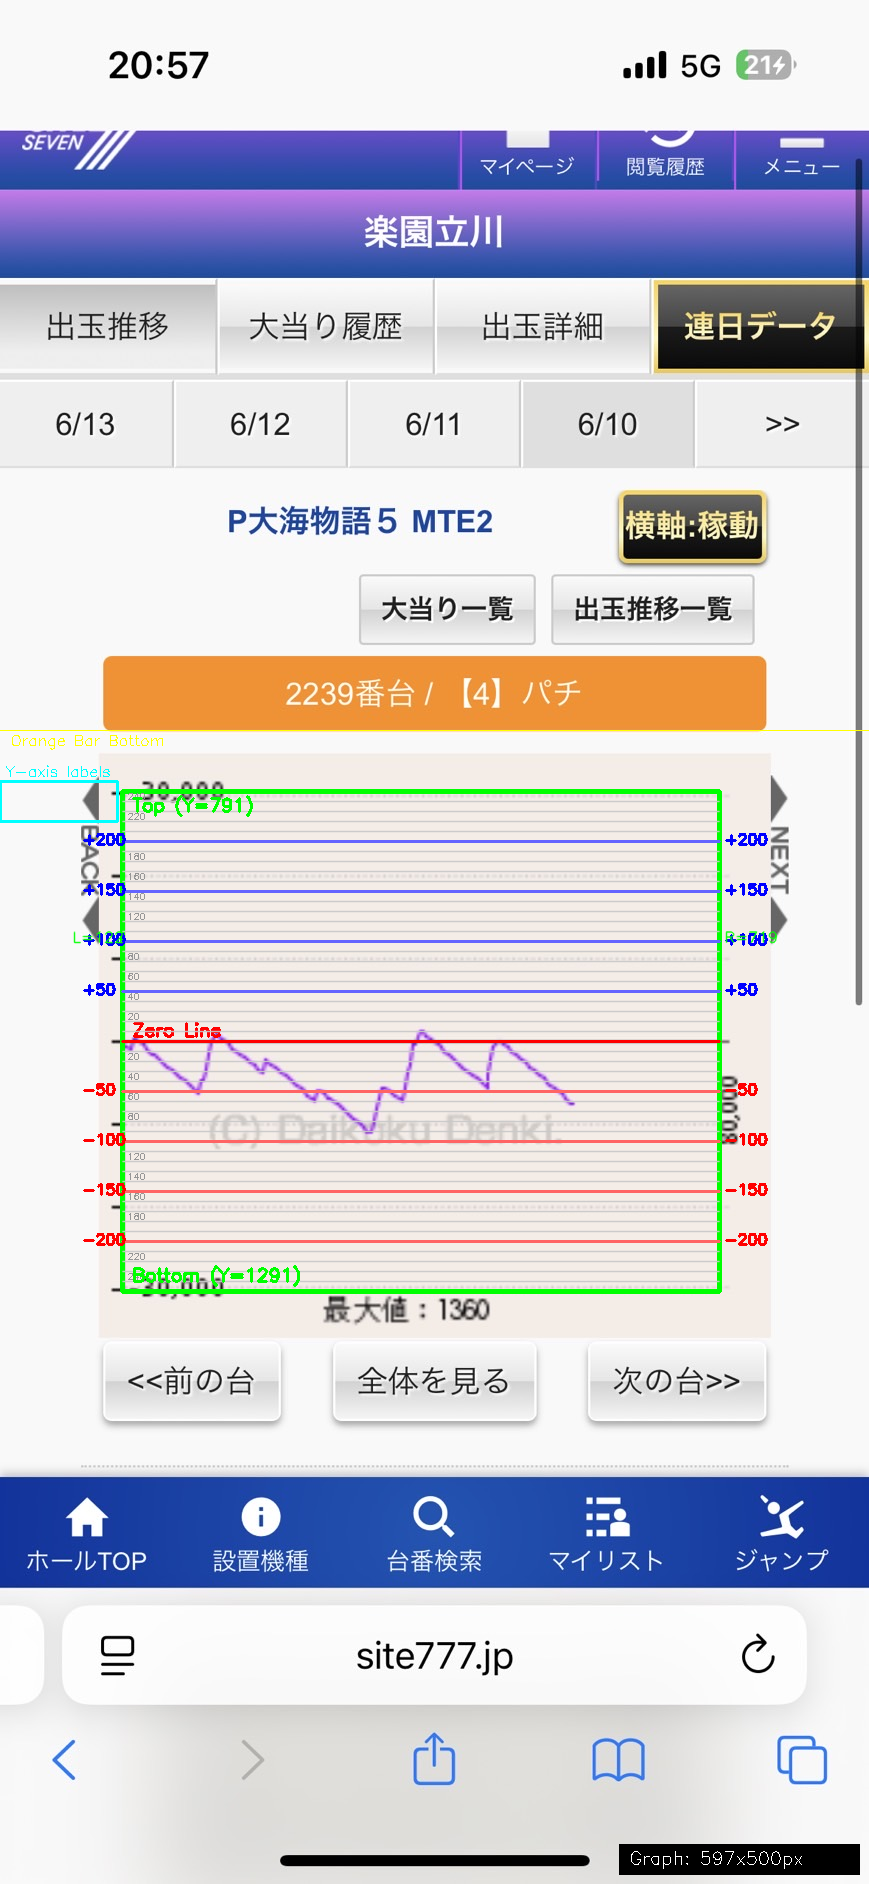 20:57
5G
21
SEVEN
マイページ
閲覧履歴
メニュー
楽園立川
出玉推移
大当り履歴
出玉詳細
連日データ
6/13
6/12
6/11
6/10
>>
P大海物語５ MTE2
横軸:稼動
大当り一覧
出玉推移一覧
2239番台 / 【4】パチ
Orange Bar Bottom
Y-axis labels
30,000
Top (Y=791)
220
BACK
NEXT
+200
+200
180
160
+150
+150
140
120
+100
+100
80
60
+50
+50
40
20
Zero Line
20
40
-50
50
60
80
(C) Daikoku Denki.
80,000
-100
-100
120
140
-150
-150
160
180
-200
-200
220
Bottom (Y=1291)
30,000
最大値：1360
<<前の台
全体を見る
次の台>>
ホールTOP
設置機種
台番検索
マイリスト
ジャンプ
site777.jp
Graph: 597x500px